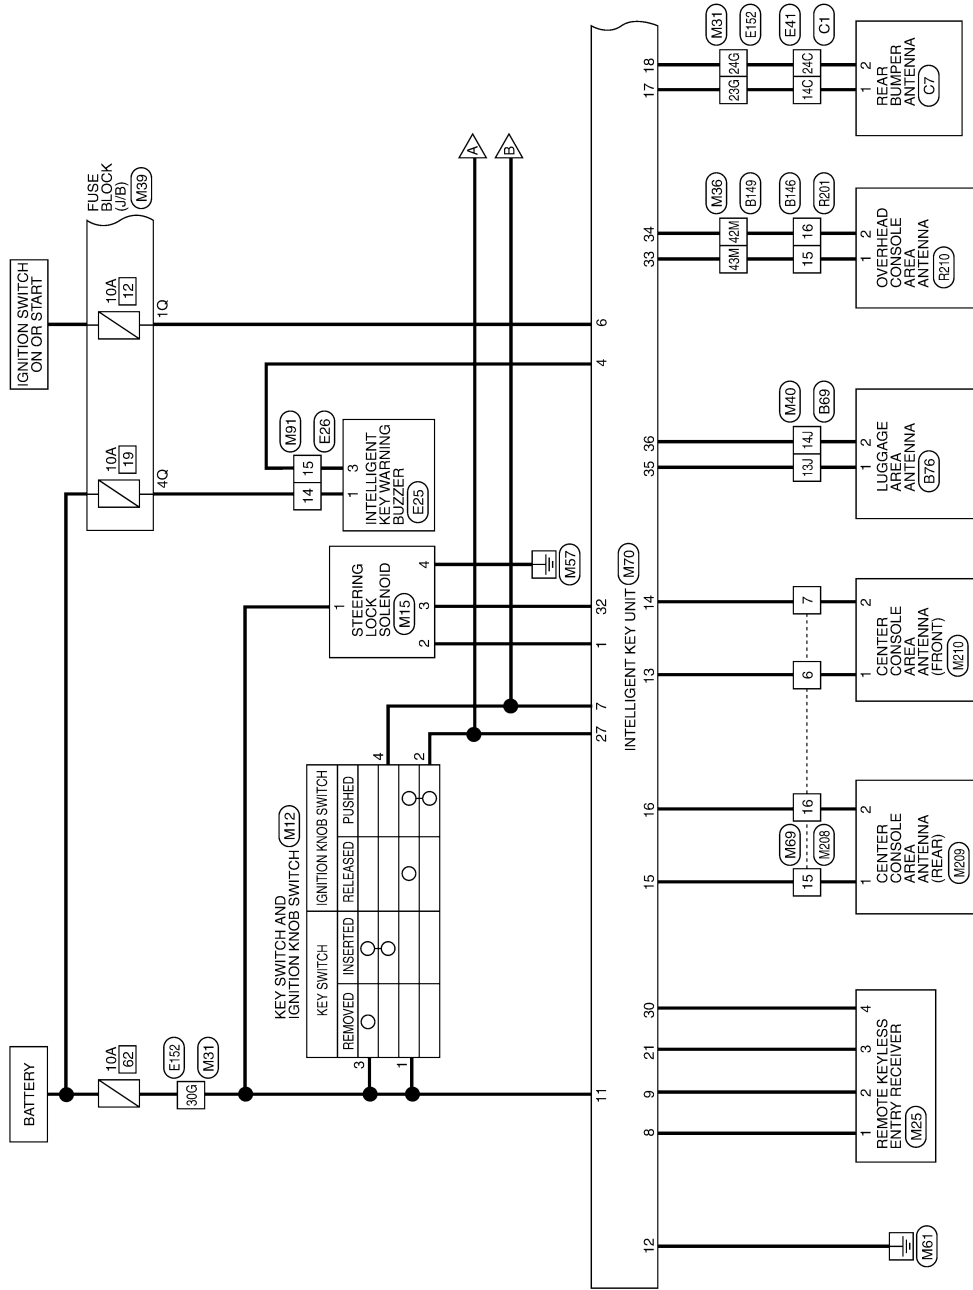 BATTERY
10A
62
E152
30G
M31
IGNITION SWITCH
ON OR START
FUSE
BLOCK
(J/B)
M39
10A
19
4Q
10A
12
1Q
KEY SWITCH AND
IGNITION KNOB SWITCH
M12
KEY SWITCH
IGNITION KNOB SWITCH
REMOVED
INSERTED
RELEASED
PUSHED
3
1
4
2
1
STEERING
LOCK
SOLENOID
M15
2
3
4
M57
M91
14
15
E26
1
3
INTELLIGENT
KEY WARNING
BUZZER
E25
A
B
11
27
7
1
32
4
6
INTELLIGENT KEY UNIT
M70
12
8
9
21
30
15
16
13
14
35
36
33
34
17
18
M61
1
2
3
4
REMOTE KEYLESS
ENTRY RECEIVER
M25
M69
15
16
M208
1
2
CENTER
CONSOLE
AREA
ANTENNA
(REAR)
M209
6
7
1
2
CENTER
CONSOLE
AREA
ANTENNA
(FRONT)
M210
M40
13J
14J
B69
1
2
LUGGAGE
AREA
ANTENNA
B76
M36
43M
42M
B149
B146
15
16
R201
1
2
OVERHEAD
CONSOLE
AREA
ANTENNA
R210
M31
23G
24G
E152
E41
14C
24C
C1
1
2
REAR
BUMPER
ANTENNA
C7